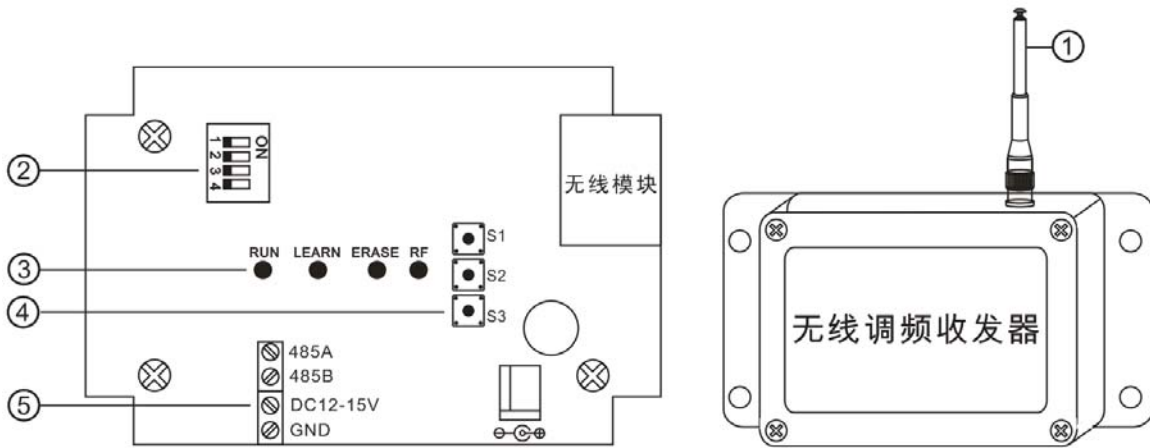 ①
②
1
2
3
4
ON
无线模块
S1
RUN LEARN ERASE RF
③
S2
④
S3
无线调频收发器
485A
485B
⑤
DC12-15V
GND